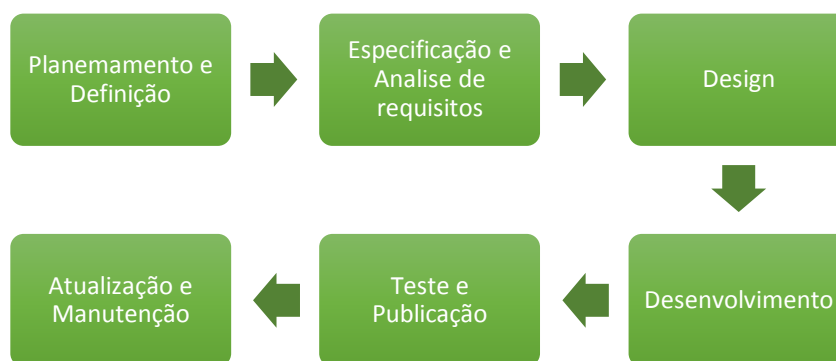 Planemamento e
Definição
Especificação e
Analise de
requisitos
Design
Desenvolvimento
Teste e
Publicação
Atualização e
Manutenção